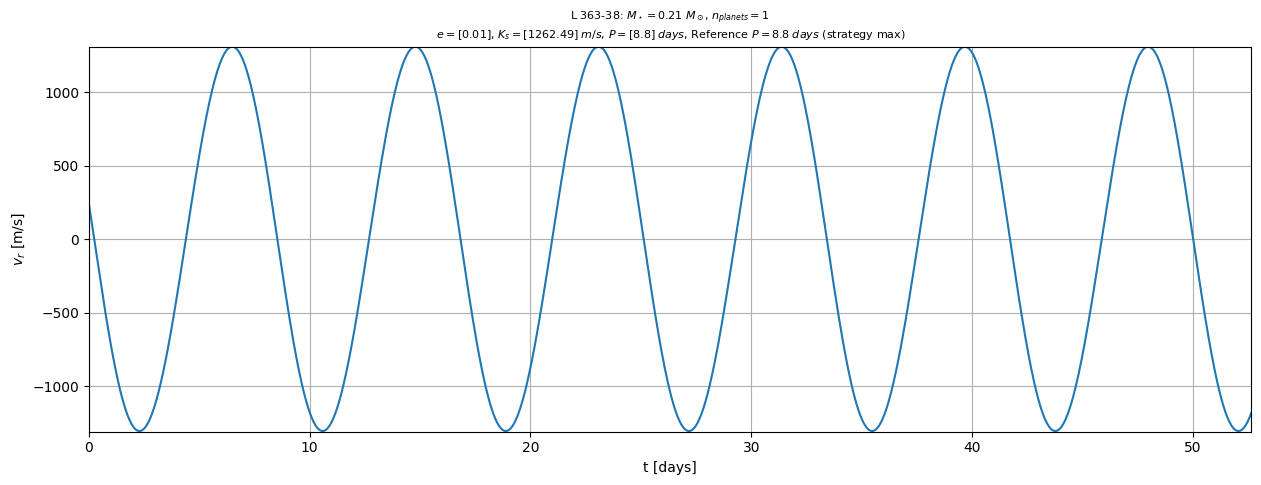 L 363-38: $M_\star = 0.21\ M_\odot$, $n_{planets} = 1$
$e = [0.01]$, $K_s = [1262.49]\ m/s$, $P = [8.8]\ days$, Reference $P = 8.8\ days$ (strategy max)
1000
500
0
−500
−1000
$v_r$ [m/s]
0 10 20 30 40 50
t [days]